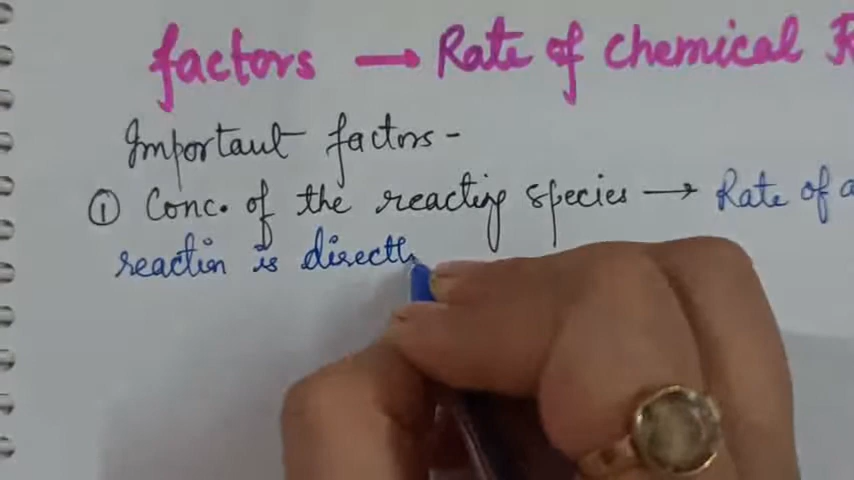 factors → Rate of chemical R
Important factors -
① Conc. of the reacting species → Rate of a
reaction is directl